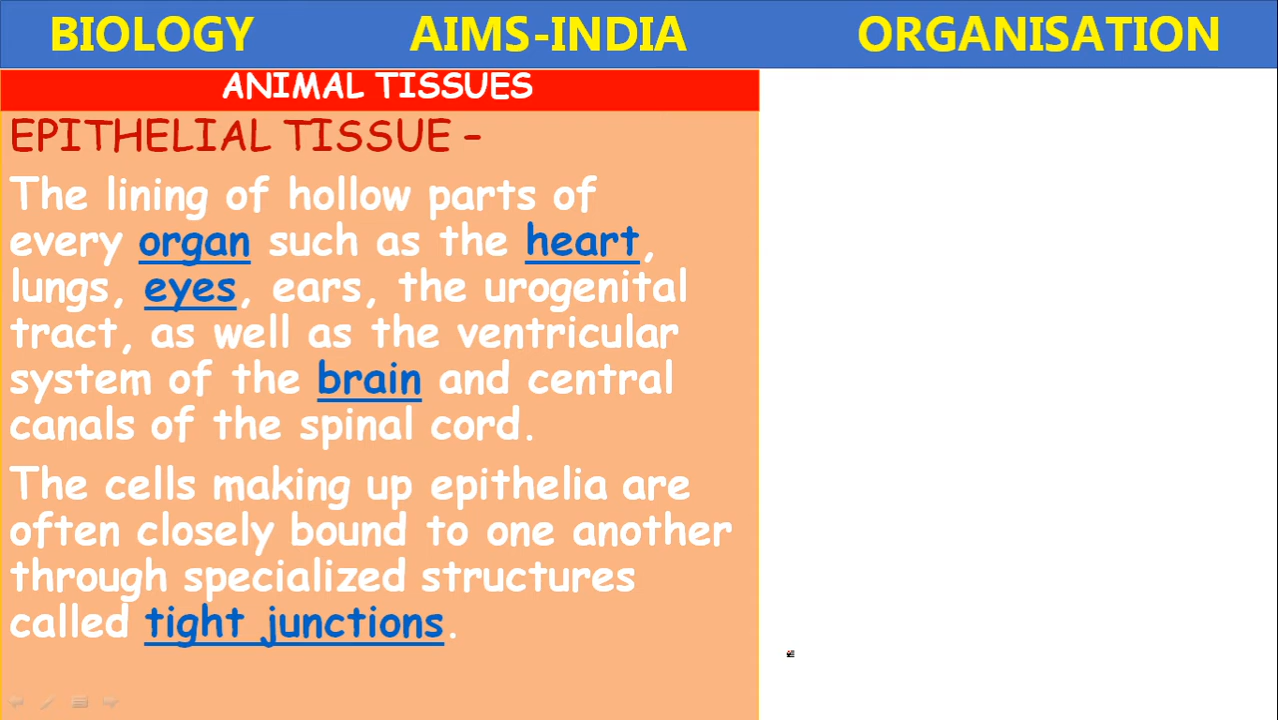 BIOLOGY AIMS-INDIA ORGANISATION
ANIMAL TISSUES
EPITHELIAL TISSUE –
The lining of hollow parts of
every organ such as the heart,
lungs, eyes, ears, the urogenital
tract, as well as the ventricular
system of the brain and central
canals of the spinal cord.
The cells making up epithelia are
often closely bound to one another
through specialized structures
called tight junctions.